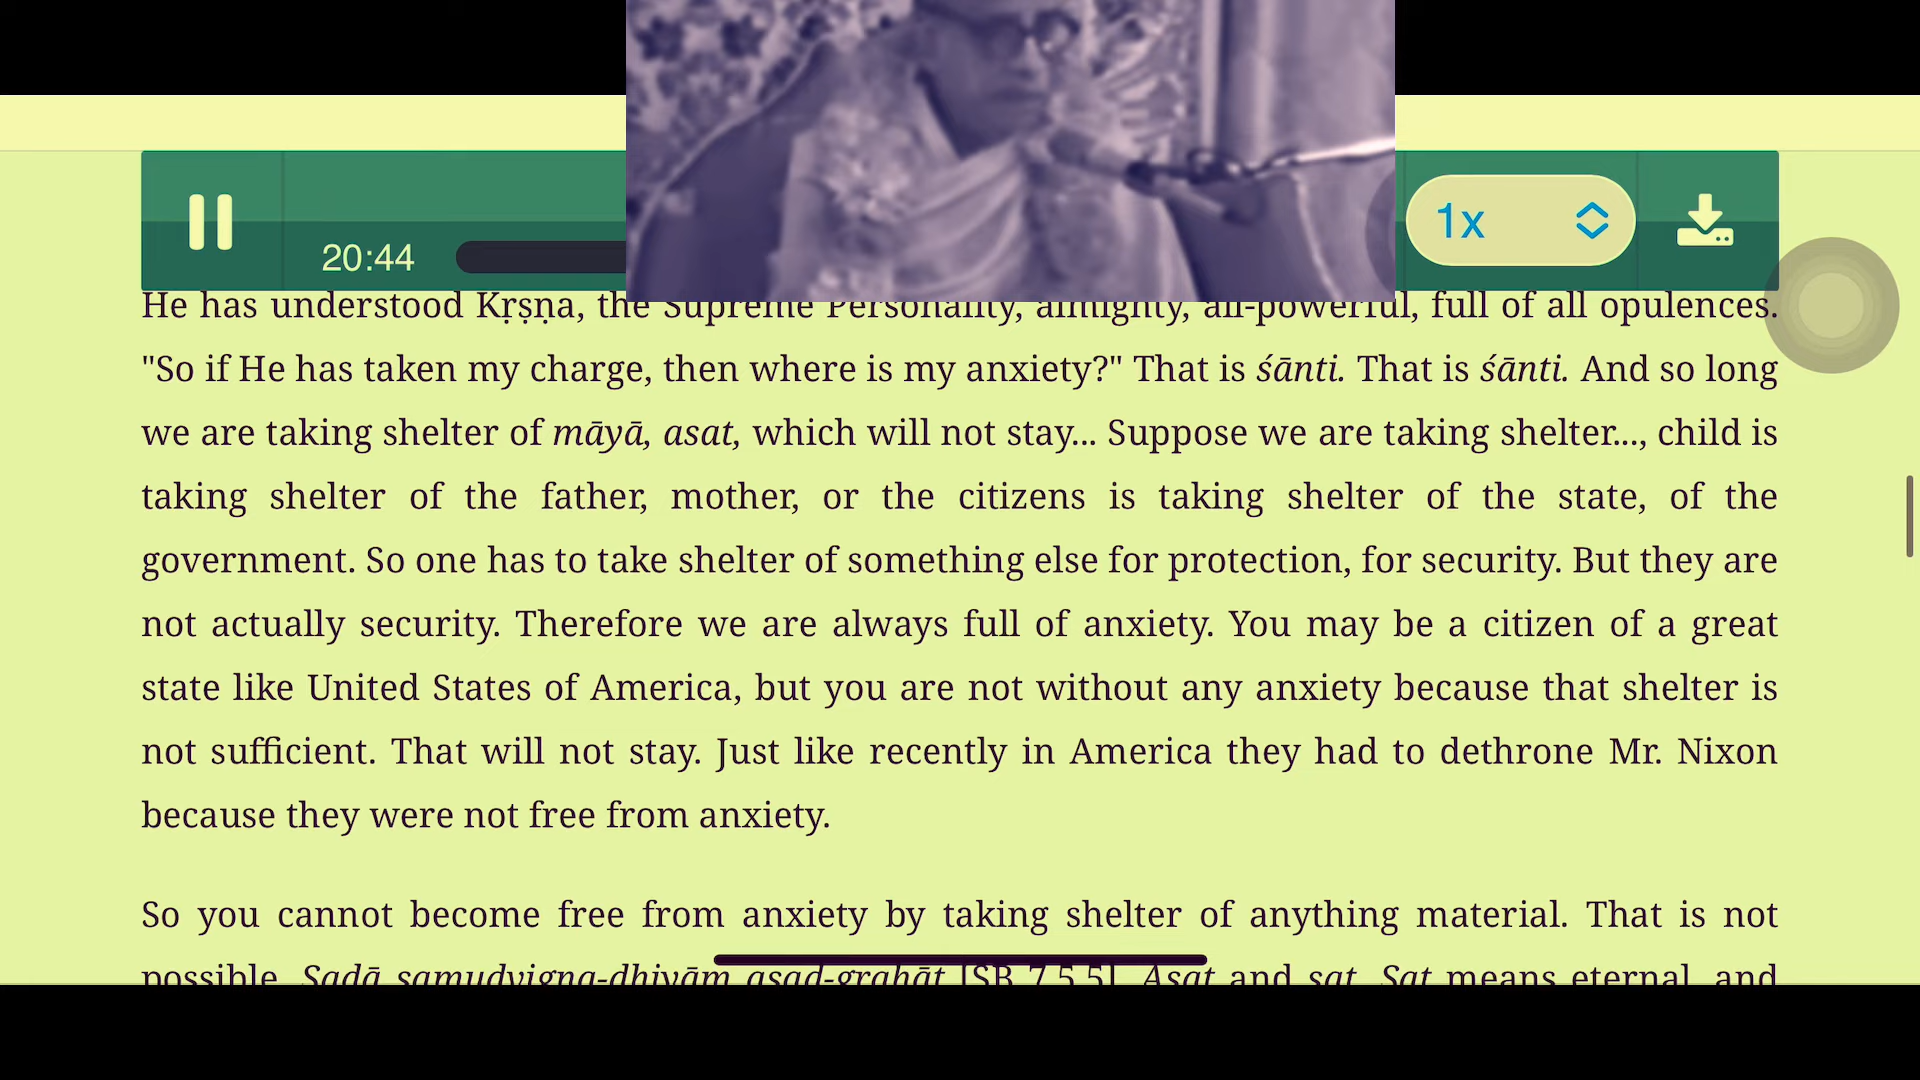 20:44
1x
He has understood Kṛṣṇa, the Supreme Personality, almighty, all-powerful, full of all opulences.
"So if He has taken my charge, then where is my anxiety?" That is śānti. That is śānti. And so long
we are taking shelter of māyā, asat, which will not stay... Suppose we are taking shelter..., child is
taking shelter of the father, mother, or the citizens is taking shelter of the state, of the
government. So one has to take shelter of something else for protection, for security. But they are
not actually security. Therefore we are always full of anxiety. You may be a citizen of a great
state like United States of America, but you are not without any anxiety because that shelter is
not sufficient. That will not stay. Just like recently in America they had to dethrone Mr. Nixon
because they were not free from anxiety.
So you cannot become free from anxiety by taking shelter of anything material. That is not
possible. Sadā samudvigna-dhiyām asad-grahāt [SB 7.5.5]. Asat and sat. Sat means eternal, and